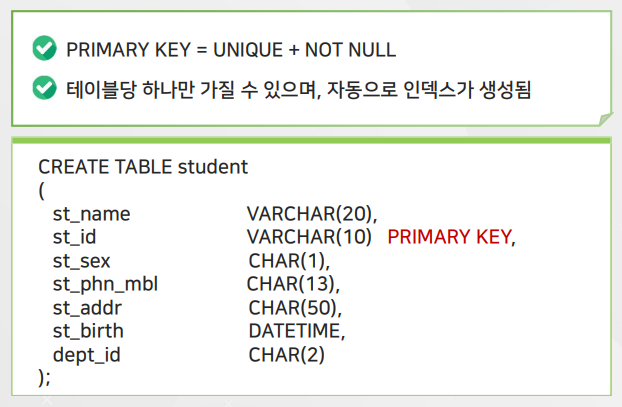 PRIMARY KEY = UNIQUE + NOT NULL
테이블당 하나만 가질 수 있으며, 자동으로 인덱스가 생성됨
CREATE TABLE student
(
st_name VARCHAR(20),
st_id VARCHAR(10) PRIMARY KEY,
st_sex CHAR(1),
st_phn_mbl CHAR(13),
st_addr CHAR(50),
st_birth DATETIME,
dept_id CHAR(2)
);